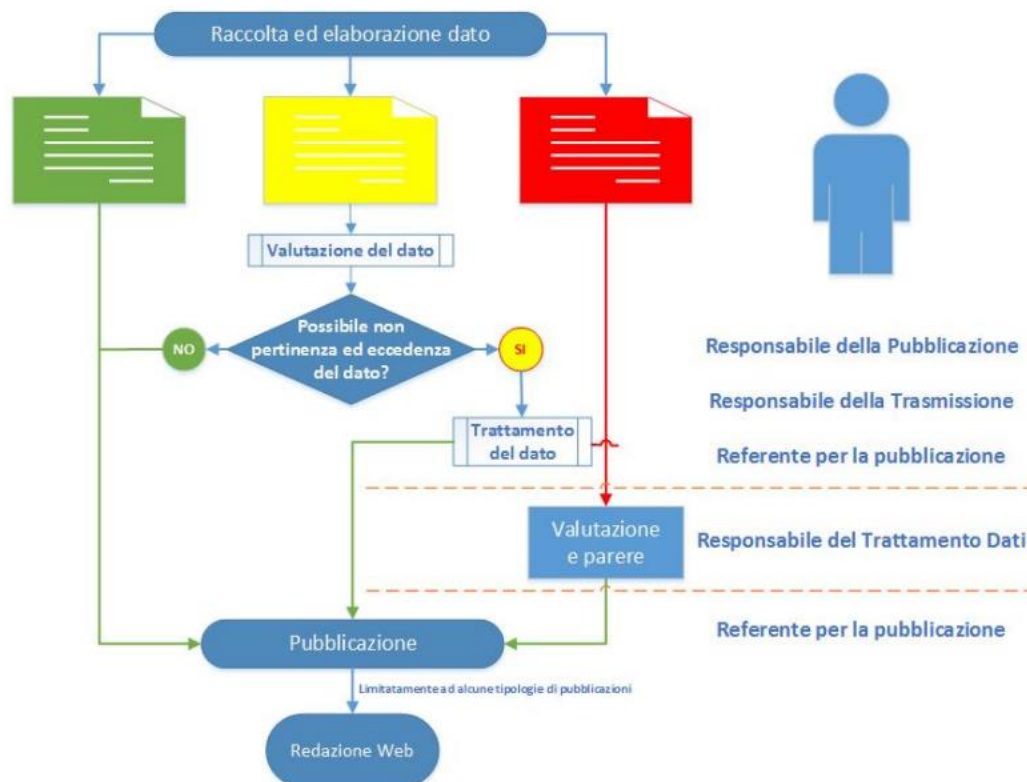 Raccolta ed elaborazione dato
Valutazione del dato
Possibile non
pertinenza ed eccedenza
del dato?
NO
SI
Responsabile della Pubblicazione
Responsabile della Trasmissione
Trattamento
del dato
Referente per la pubblicazione
Valutazione
e parere
Responsabile del Trattamento Dati
Referente per la pubblicazione
Pubblicazione
Limitatamente ad alcune tipologie di pubblicazioni
Redazione Web